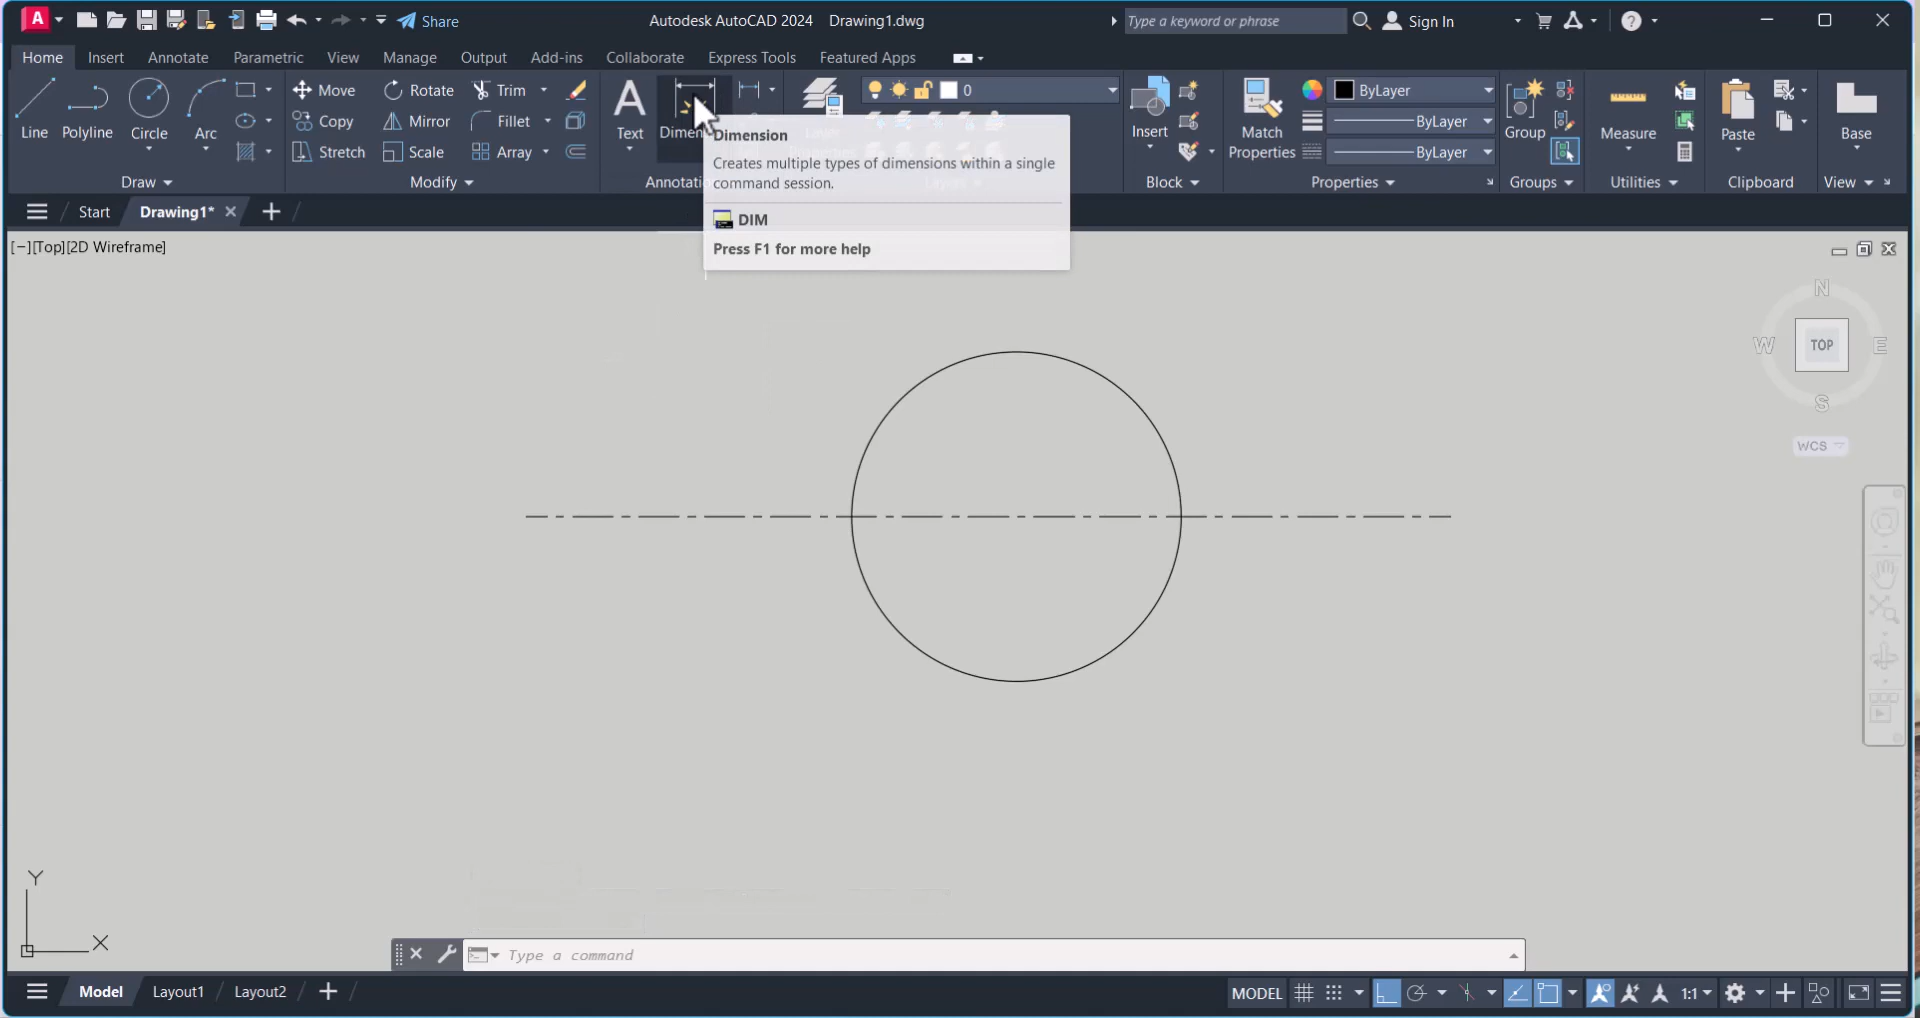 A Share Autodesk AutoCAD 2024 Drawing1.dwg Type a keyword or phrase Sign In
Home Insert Annotate Parametric View Manage Output Add-ins Collaborate Express Tools Featured Apps
Move Rotate Trim 0 ByLayer
Line Polyline Circle Arc Copy Mirror Fillet Text Insert Match Properties ByLayer Group Measure Paste Base
Stretch Scale Array ByLayer
Draw Modify Block Properties Groups Utilities Clipboard View
Dimension
Creates multiple types of dimensions within a single
command session.
DIM
Press F1 for more help
Start Drawing1*
[−][Top][2D Wireframe]
N
W TOP E
S
WCS
Y
X
Type a command
Model Layout1 Layout2 MODEL 1:1